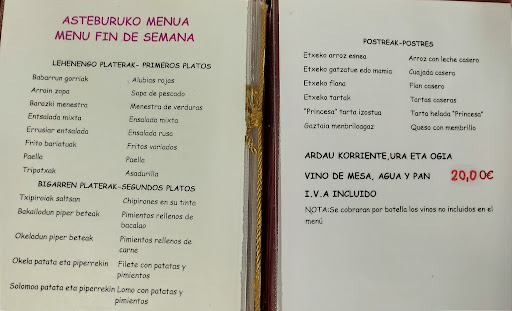 ASTEBURUKO MENUA
MENU FIN DE SEMANA
LEHENENGO PLATERAK- PRIMEROS PLATOS
Babarrun gorriak . Alubias rojas
Arrain zopa Sopa de pescado
Barazki menestra Menestra de verduras
Entsalada mixta Ensalada mixta
Errusiar entsalada Ensalada rusa
Frito bariatuak Fritos variados
Paella Paella
Tripotxak Asadurilla
BIGARREN PLATERAK-SEGUNDOS PLATOS
Txipiroiak saltsan Chipirones en su tinta
Bakailodun piper beteak Pimientos rellenos de
bacalao
Okeladun piper beteak Pimientos rellenos de
carne
Okela patata eta piperrekin Filete con patatas y
pimientos
Solomoa patata eta piperrekin Lomo con patatas y
pimientos
POSTREAK-POSTRES
Etxeko arroz esnea Arroz con leche casero
Etxeko gatzatue edo mamia Cuajada casera
Etxeko flana Flan casero
Etxeko tartak Tartas caseras
"Princesa" tarta izoztua Tarta helada "Princesa"
Gaztaia menbriloagaz Queso con membrillo
ARDAU KORRIENTE,URA ETA OGIA
VINO DE MESA, AGUA Y PAN 20,00€
I.V.A INCLUIDO
NOTA:Se cobraran por botella los vinos no incluidos en el
menú